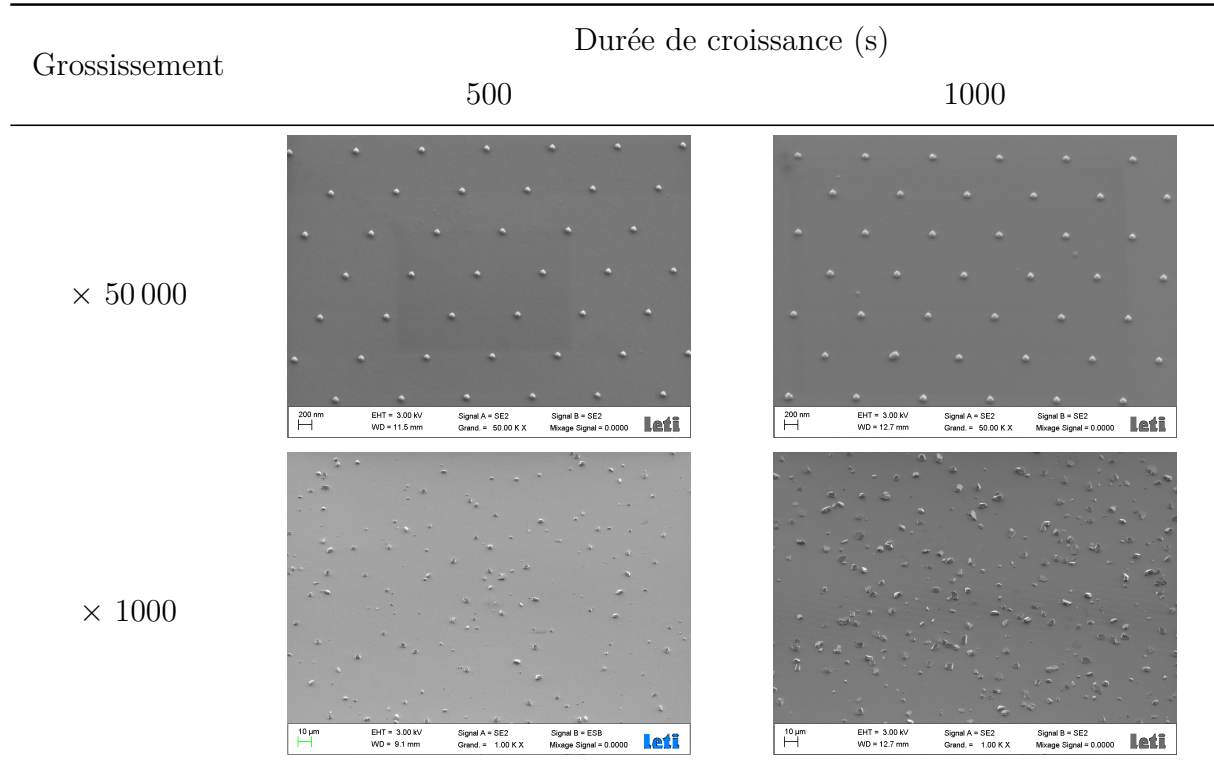 Durée de croissance (s)
Grossissement
500 1000
× 50 000
200 nm EHT = 3.00 kV Signal A = SE2 Signal B = SE2
WD = 11.5 mm Grand. = 50.00 K X Mixage Signal = 0.0000 Leti
200 nm EHT = 3.00 kV Signal A = SE2 Signal B = SE2
WD = 12.7 mm Grand. = 50.00 K X Mixage Signal = 0.0000 Leti
× 1000
10 µm EHT = 3.00 kV Signal A = SE2 Signal B = ESB
WD = 9.1 mm Grand. = 1.00 K X Mixage Signal = 0.0000 Leti
10 µm EHT = 3.00 kV Signal A = SE2 Signal B = SE2
WD = 12.7 mm Grand. = 1.00 K X Mixage Signal = 0.0000 Leti